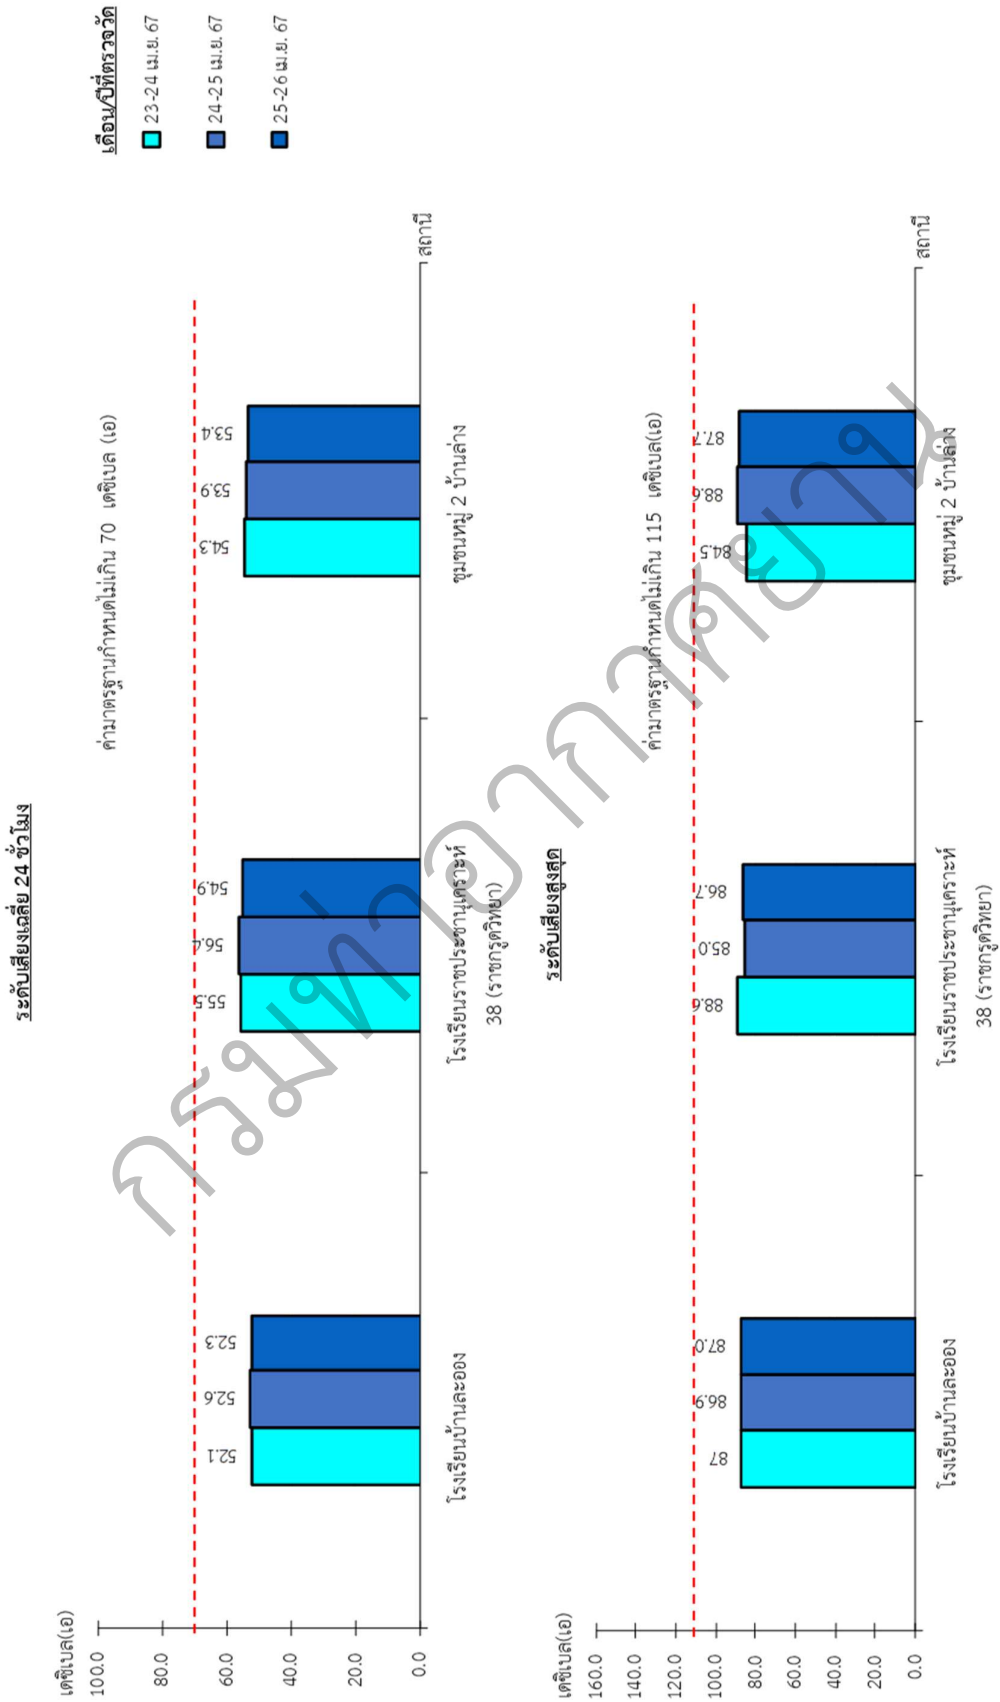 ระดับเสียงเฉลี่ย 24 ชั่วโมง
เดือน/ปีที่ตรวจวัด
23-24 เม.ย. 67
24-25 เม.ย. 67
25-26 เม.ย. 67
เดซิเบล(เอ)
ค่ามาตรฐานกำหนดไม่เกิน 70 เดซิเบล (เอ)
100.0
80.0
60.0
40.0
20.0
0.0
52.1
52.6
52.3
55.5
56.4
54.9
54.3
53.9
53.4
สถานี
โรงเรียนบ้านละออง
โรงเรียนราชประชานุเคราะห์
38 (ราชกรูดวิทยา)
ชุมชนหมู่ 2 บ้านล่าง
ระดับเสียงสูงสุด
เดซิเบล(เอ)
ค่ามาตรฐานกำหนดไม่เกิน 115 เดซิเบล(เอ)
160.0
140.0
120.0
100.0
80.0
60.0
40.0
20.0
0.0
87
86.9
87.0
88.6
85.0
86.7
84.5
88.6
87.7
สถานี
โรงเรียนบ้านละออง
โรงเรียนราชประชานุเคราะห์
38 (ราชกรูดวิทยา)
ชุมชนหมู่ 2 บ้านล่าง
กรมท่าอากาศยาน